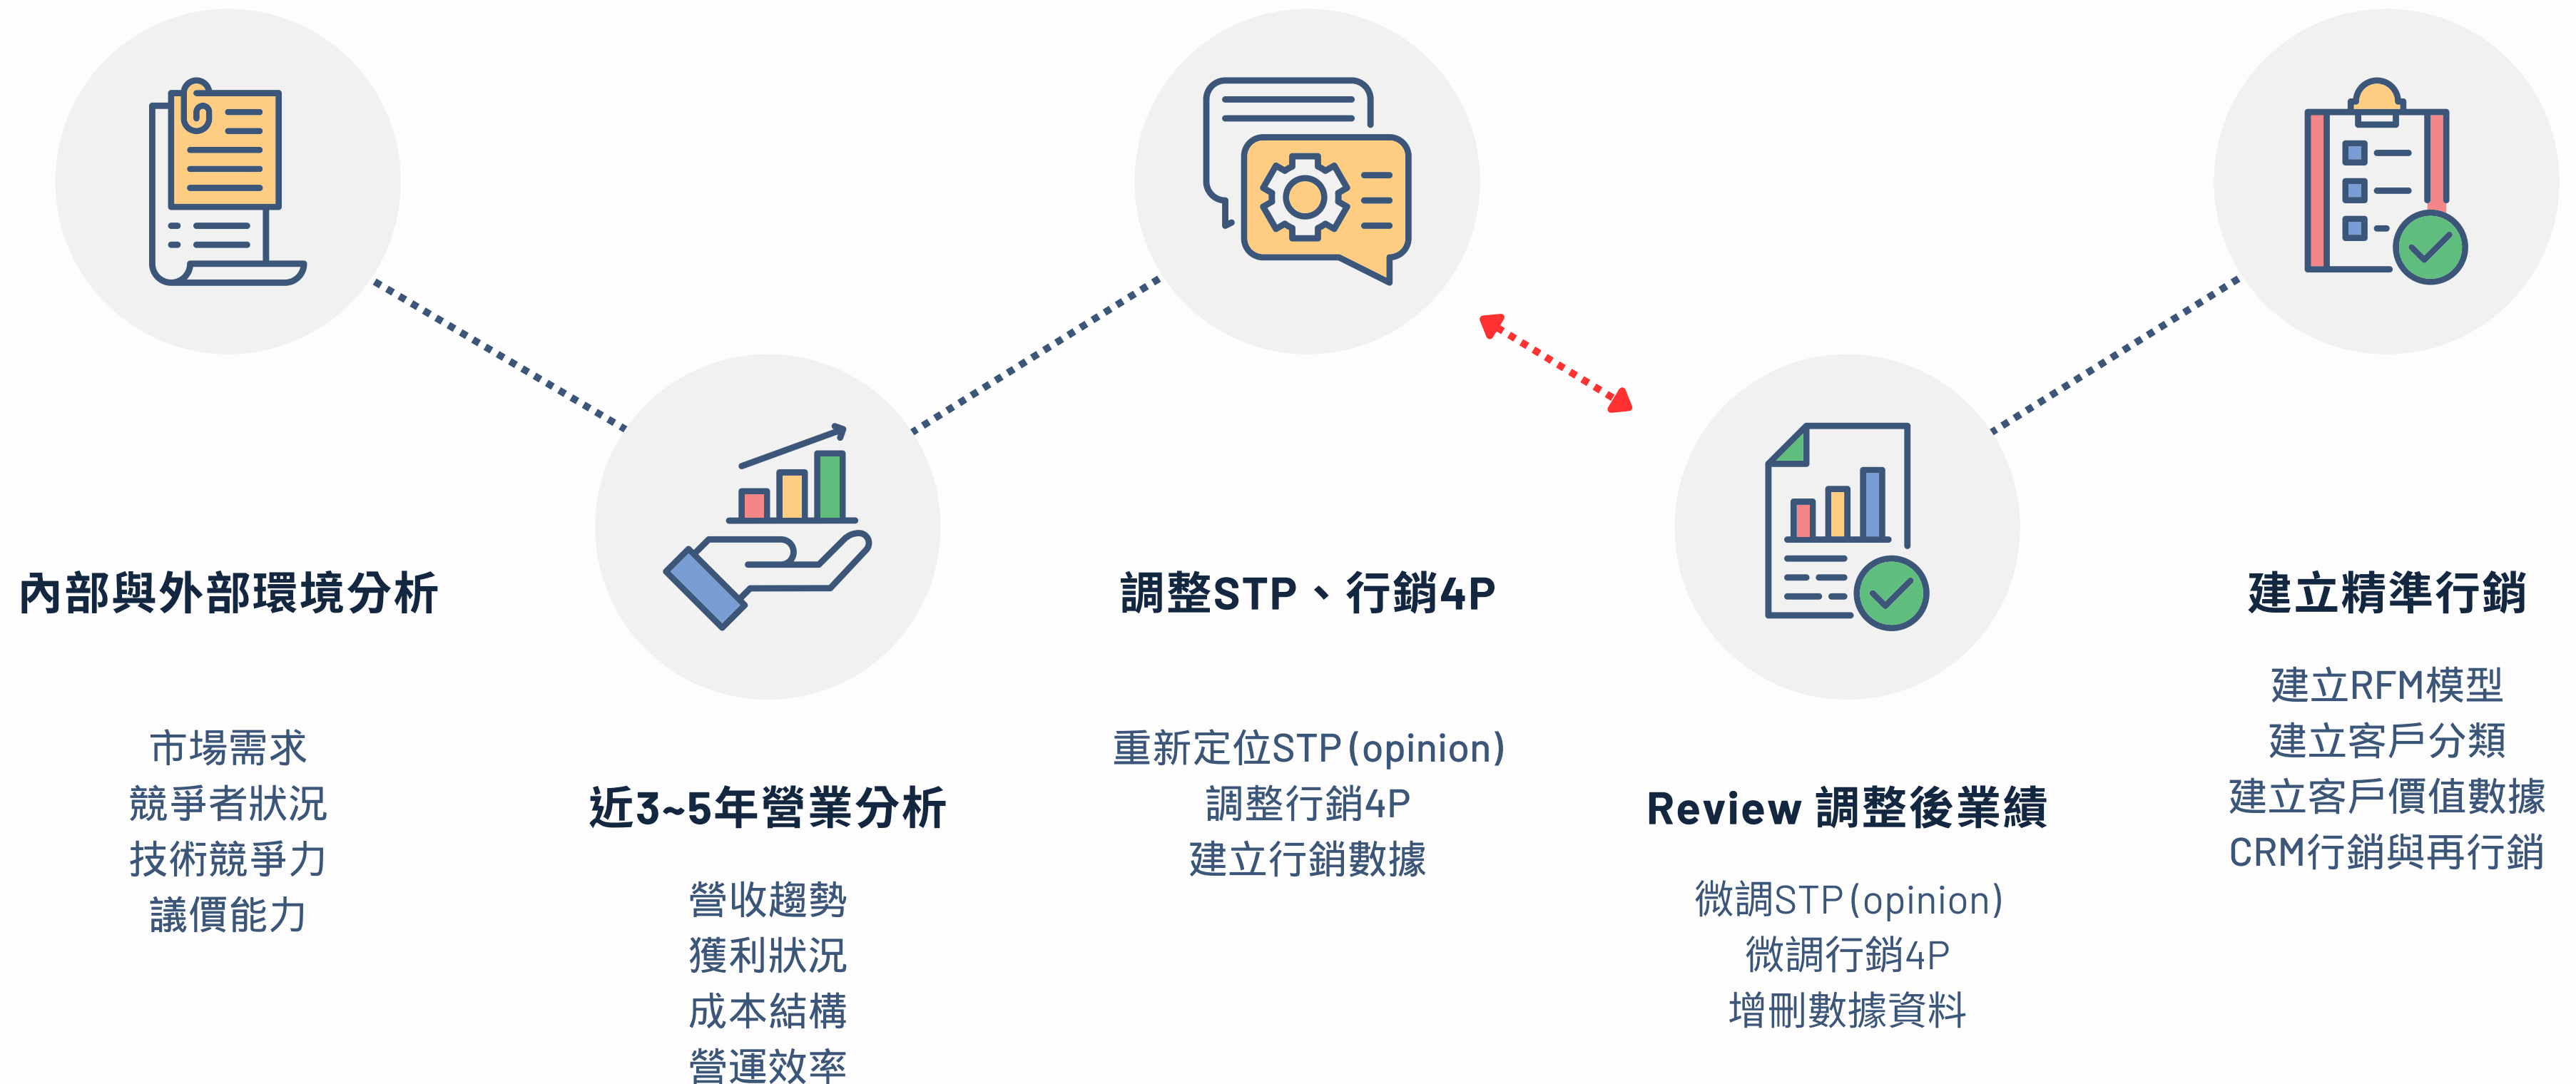 內部與外部環境分析
市場需求
競爭者狀況
技術競爭力
議價能力
近3~5年營業分析
營收趨勢
獲利狀況
成本結構
營運效率
調整STP、行銷4P
重新定位STP(opinion)
調整行銷4P
建立行銷數據
Review 調整後業績
微調STP(opinion)
微調行銷4P
增刪數據資料
建立精準行銷
建立RFM模型
建立客戶分類
建立客戶價值數據
CRM行銷與再行銷